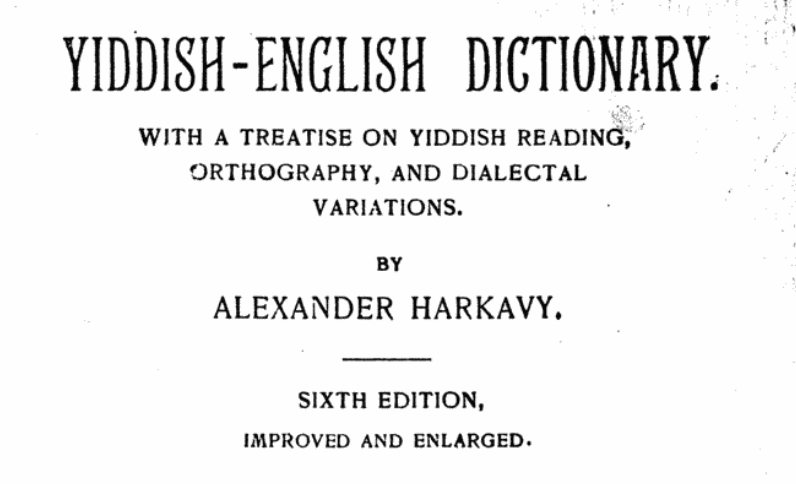 YIDDISH-ENGLISH DICTIONARY.
WITH A TREATISE ON YIDDISH READING,
ORTHOGRAPHY, AND DIALECTAL
VARIATIONS.
BY
ALEXANDER HARKAVY.
SIXTH EDITION,
IMPROVED AND ENLARGED.